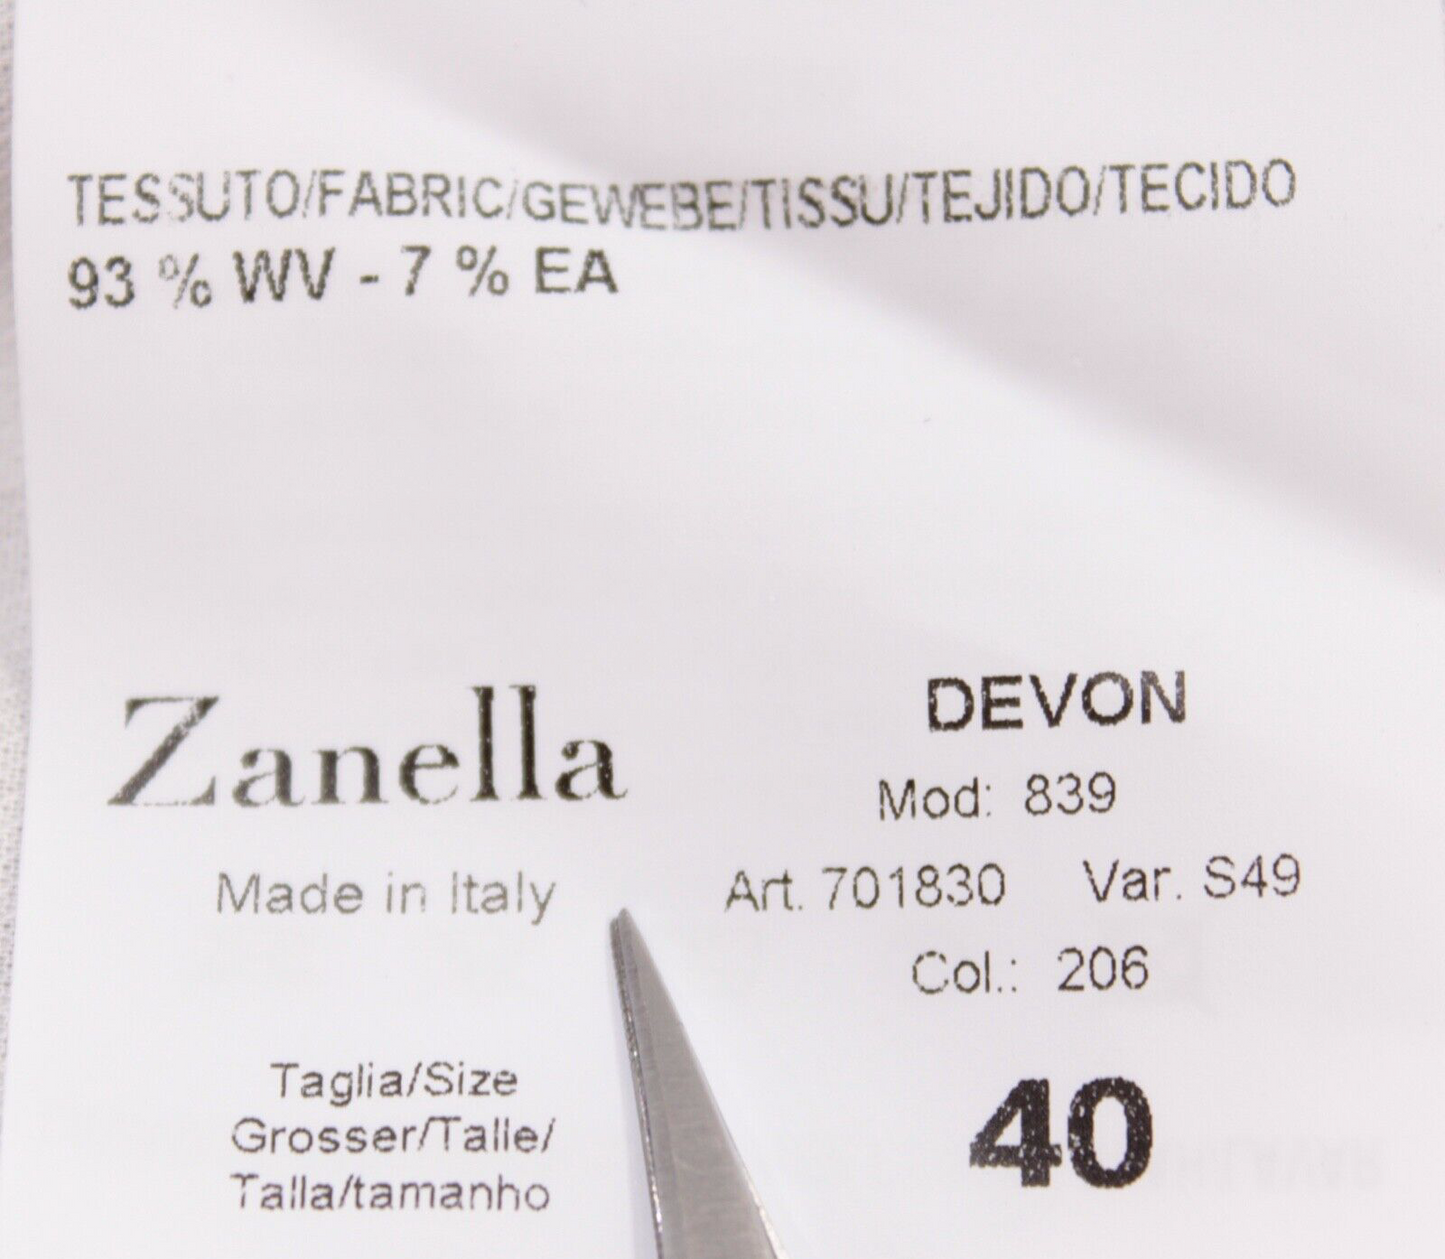 TESSUTO/FABRIC/GEWEBE/TISSU/TEJIDO/TECIDO
93 % WV - 7 % EA
Zanella
Made in Italy
DEVON
Mod: 839
Art. 701830 Var. S49
Col.: 206
Taglia/Size
Grosser/Talle/
Talla/tamanho
40